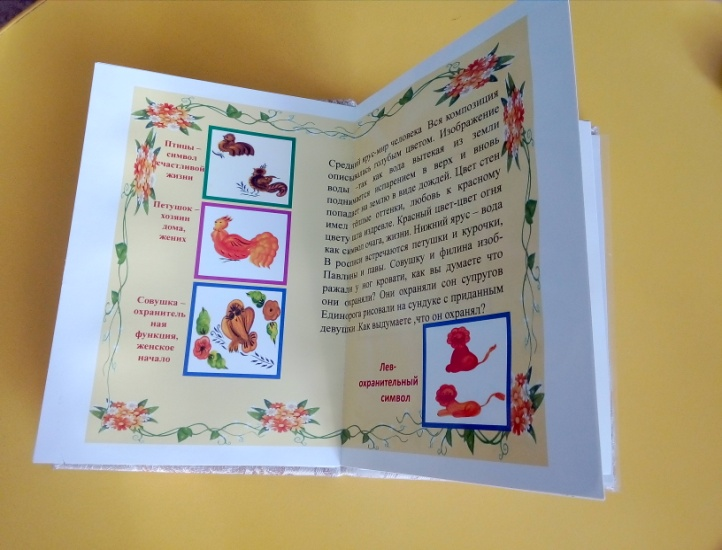 Птицы –
символ
счастливой
жизни
Петушок –
хозяин
дома,
жених
Совушка –
охранитель
ная
функция,
женское
начало
Средний ярус-мир человека Вся композиция
описывалась голубым цветом. Изображение
воды -так как вода вытекая из земли
поднимается испарением в верх и вновь
попадает на землю в виде дождей. Цвет стен
имел тёплые оттенки, любовь к красному
цвету шла издревле. Красный цвет-цвет огня
как символ очага, жизни. Нижний ярус – вода
В росписи встречаются петушки и курочки,
Павлины и павы. Совушку и филина изоб-
ражали у ног кровати, как вы думаете что
они охраняли? Они охраняли сон супругов
Единорога рисовали на сундуке с приданным
девушки.Как выдумаете ,что он охранял?
Лев-
охранительный
символ